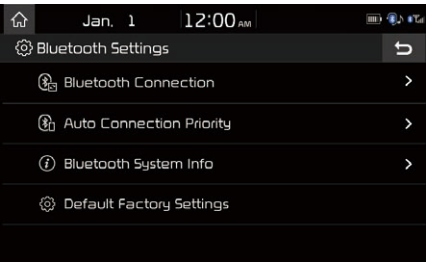 Jan. 1 12:00 AM
Bluetooth Settings
Bluetooth Connection
Auto Connection Priority
Bluetooth System Info
Default Factory Settings